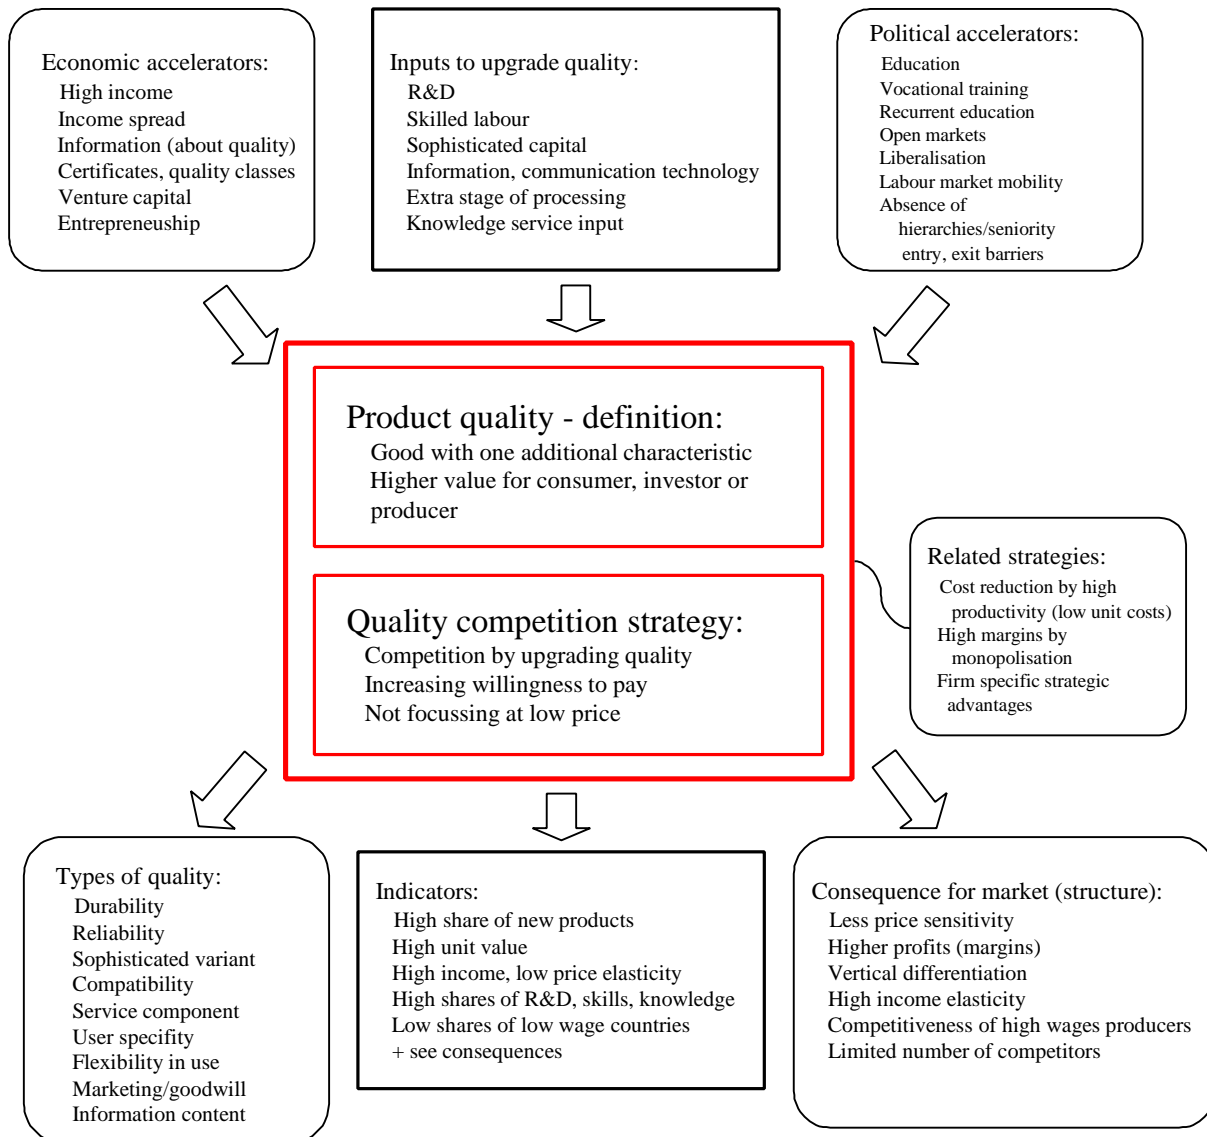 Economic accelerators:
High income
Income spread
Information (about quality)
Certificates, quality classes
Venture capital
Entrepreneuship
Inputs to upgrade quality:
R&D
Skilled labour
Sophisticated capital
Information, communication technology
Extra stage of processing
Knowledge service input
Political accelerators:
Education
Vocational training
Recurrent education
Open markets
Liberalisation
Labour market mobility
Absence of
hierarchies/seniority
entry, exit barriers
Product quality - definition:
Good with one additional characteristic
Higher value for consumer, investor or
producer
Quality competition strategy:
Competition by upgrading quality
Increasing willingness to pay
Not focussing at low price
Related strategies:
Cost reduction by high
productivity (low unit costs)
High margins by
monopolisation
Firm specific strategic
advantages
Types of quality:
Durability
Reliability
Sophisticated variant
Compatibility
Service component
User specifity
Flexibility in use
Marketing/goodwill
Information content
Indicators:
High share of new products
High unit value
High income, low price elasticity
High shares of R&D, skills, knowledge
Low shares of low wage countries
+ see consequences
Consequence for market (structure):
Less price sensitivity
Higher profits (margins)
Vertical differentiation
High income elasticity
Competitiveness of high wages producers
Limited number of competitors